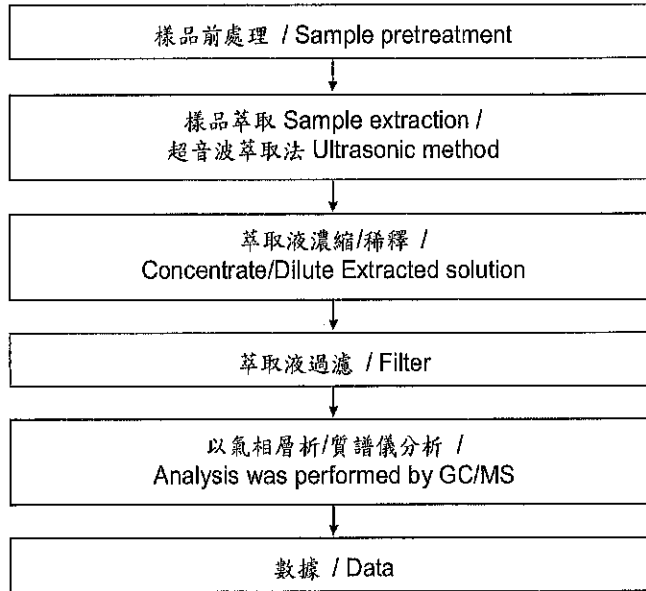 樣品前處理 / Sample pretreatment
樣品萃取 Sample extraction /
超音波萃取法 Ultrasonic method
萃取液濃縮/稀釋 /
Concentrate/Dilute Extracted solution
萃取液過濾 / Filter
以氣相層析/質譜儀分析 /
Analysis was performed by GC/MS
數據 / Data